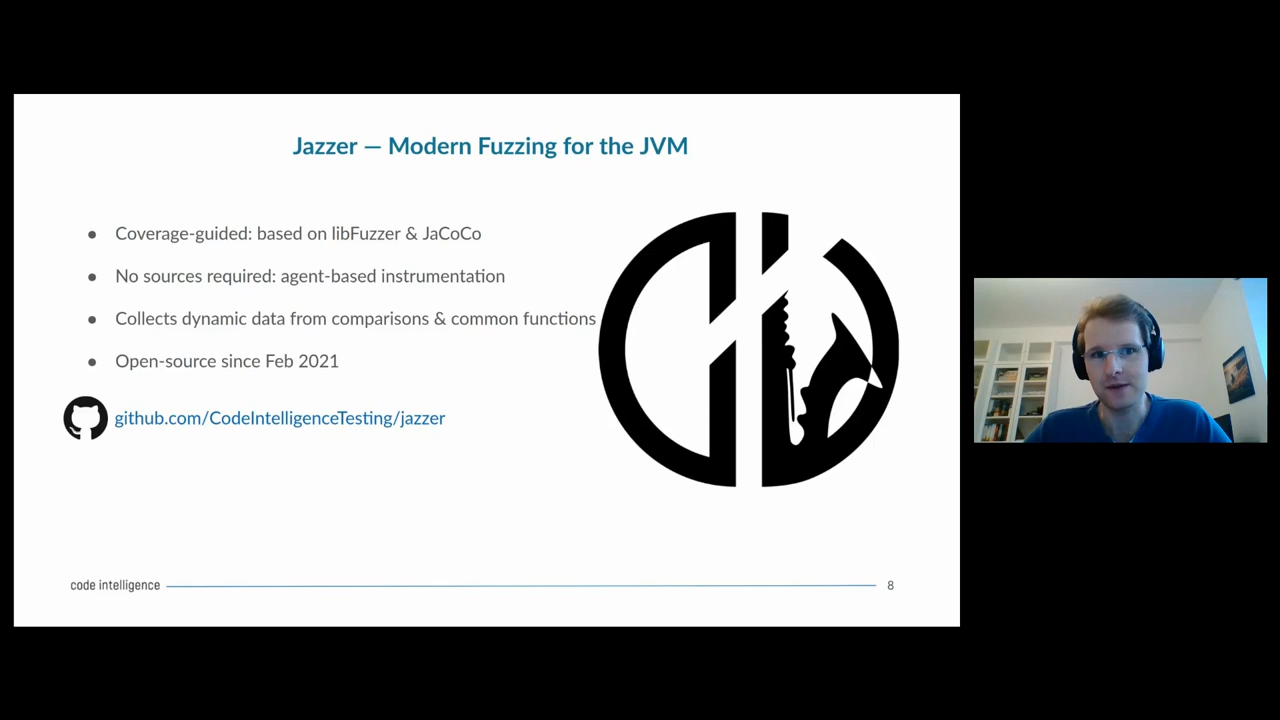 Jazzer — Modern Fuzzing for the JVM
● Coverage-guided: based on libFuzzer & JaCoCo
● No sources required: agent-based instrumentation
● Collects dynamic data from comparisons & common functions
● Open-source since Feb 2021
github.com/CodeIntelligenceTesting/jazzer
code intelligence
8